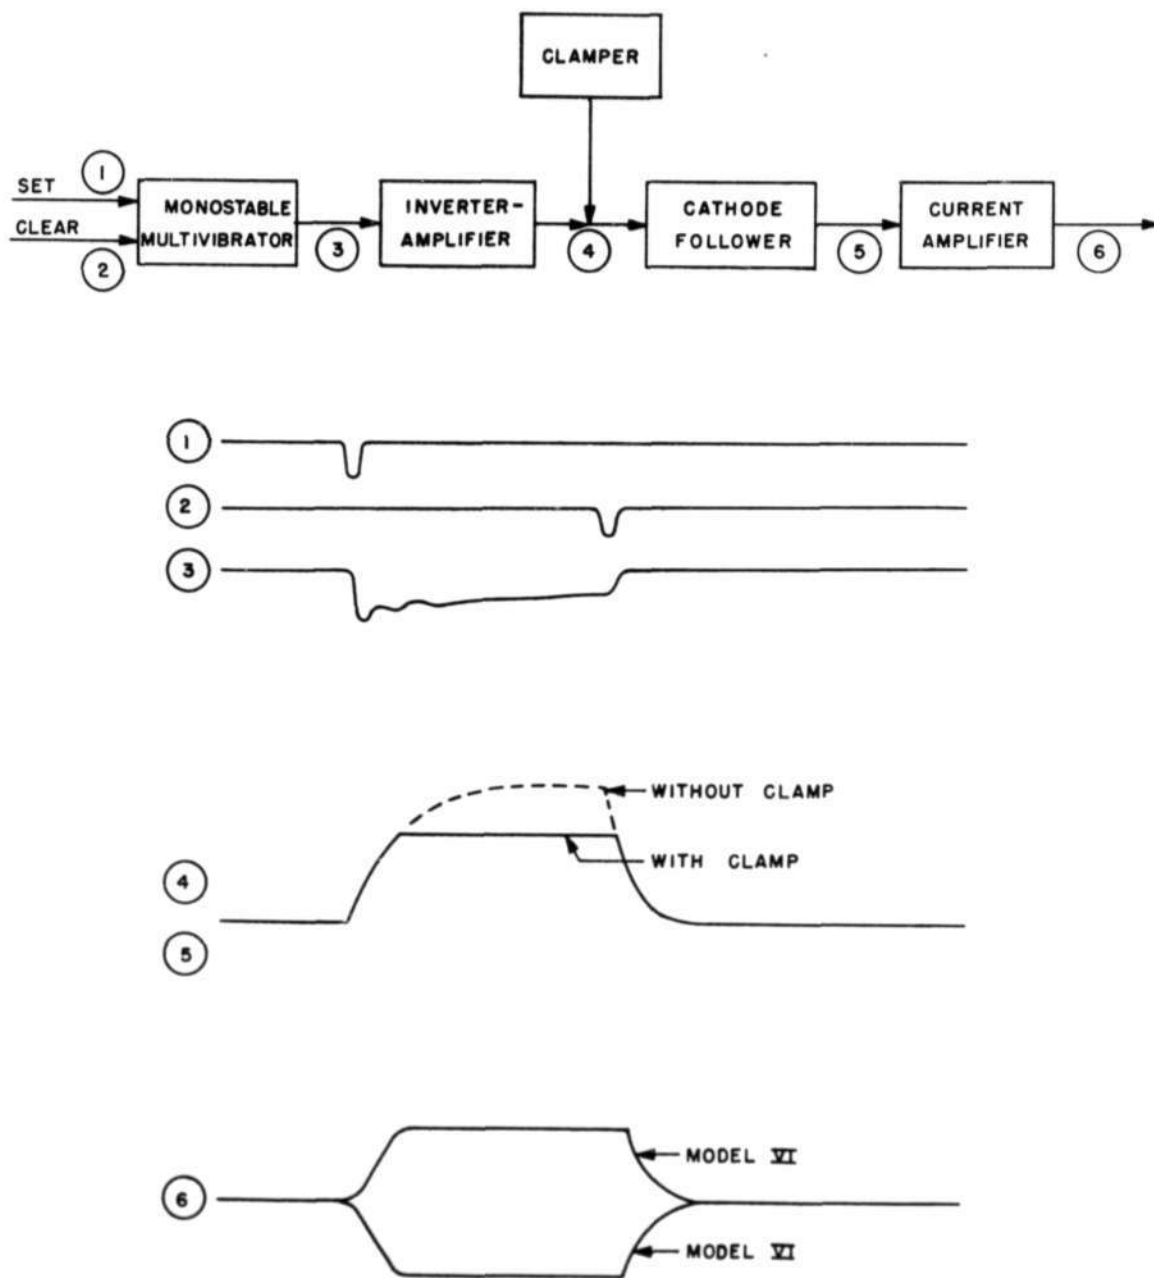 CLAMPER
SET
1
CLEAR
2
MONOSTABLE
MULTIVIBRATOR
3
INVERTER-
AMPLIFIER
4
CATHODE
FOLLOWER
5
CURRENT
AMPLIFIER
6
1
2
3
WITHOUT CLAMP
WITH CLAMP
4
5
MODEL VI
6
MODEL VI